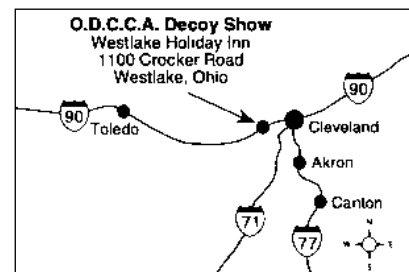 O.D.C.C.A. Decoy Show
Westlake Holiday Inn
1100 Crocker Road
Westlake, Ohio
90
90
Toledo
Cleveland
Akron
Canton
71
77
N
W
E
S